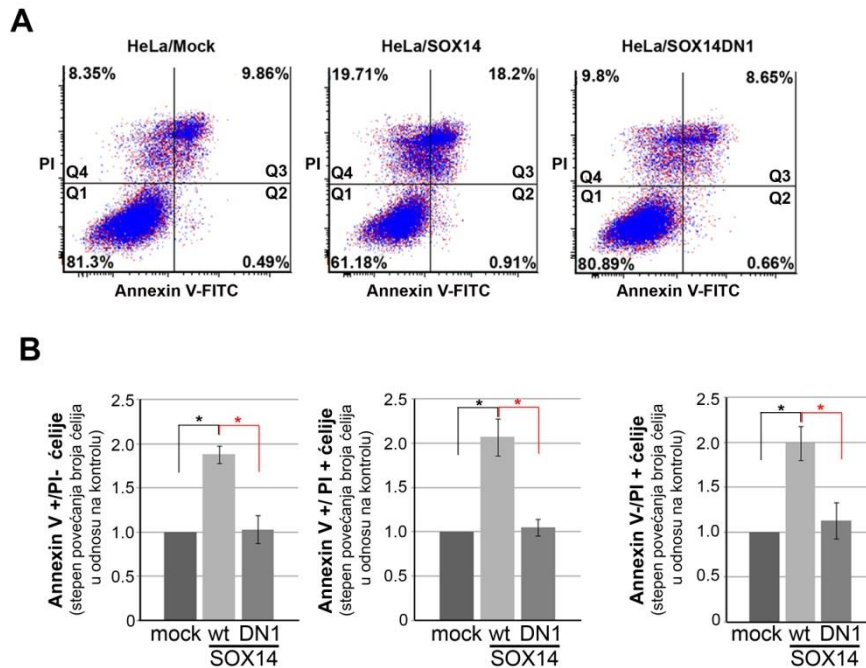 A
HeLa/Mock
8.35%
9.86%
PI
Q4
Q3
Q1
Q2
81.3%
0.49%
Annexin V-FITC
HeLa/SOX14
19.71%
18.2%
PI
Q4
Q3
Q1
Q2
61.18%
0.91%
Annexin V-FITC
HeLa/SOX14DN1
9.8%
8.65%
PI
Q4
Q3
Q1
Q2
80.89%
0.66%
Annexin V-FITC
B
Annexin V +/PI- ćelije
(stepen povećanja broja ćelija
u odnosu na kontrolu)
2.5
2.0
1.5
1.0
0.5
0
* *
mock wt DN1
SOX14
Annexin V +/ PI + ćelije
(stepen povećanja broja ćelija
u odnosu na kontrolu)
2.5
2.0
1.5
1.0
0.5
0
* *
mock wt DN1
SOX14
Annexin V-/PI + ćelije
(stepen povećanja broja ćelija
u odnosu na kontrolu)
2.5
2.0
1.5
1.0
0.5
0
* *
mock wt DN1
SOX14